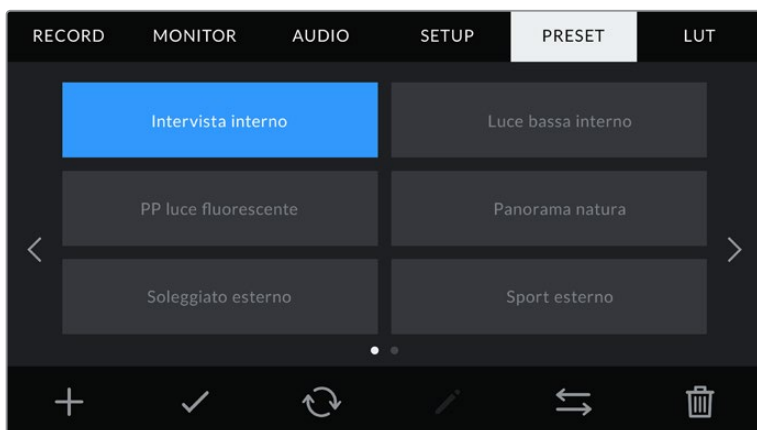 RECORD MONITOR AUDIO SETUP PRESET LUT
Intervista interno Luce bassa interno
PP luce fluorescente Panorama natura
Soleggiato esterno Sport esterno